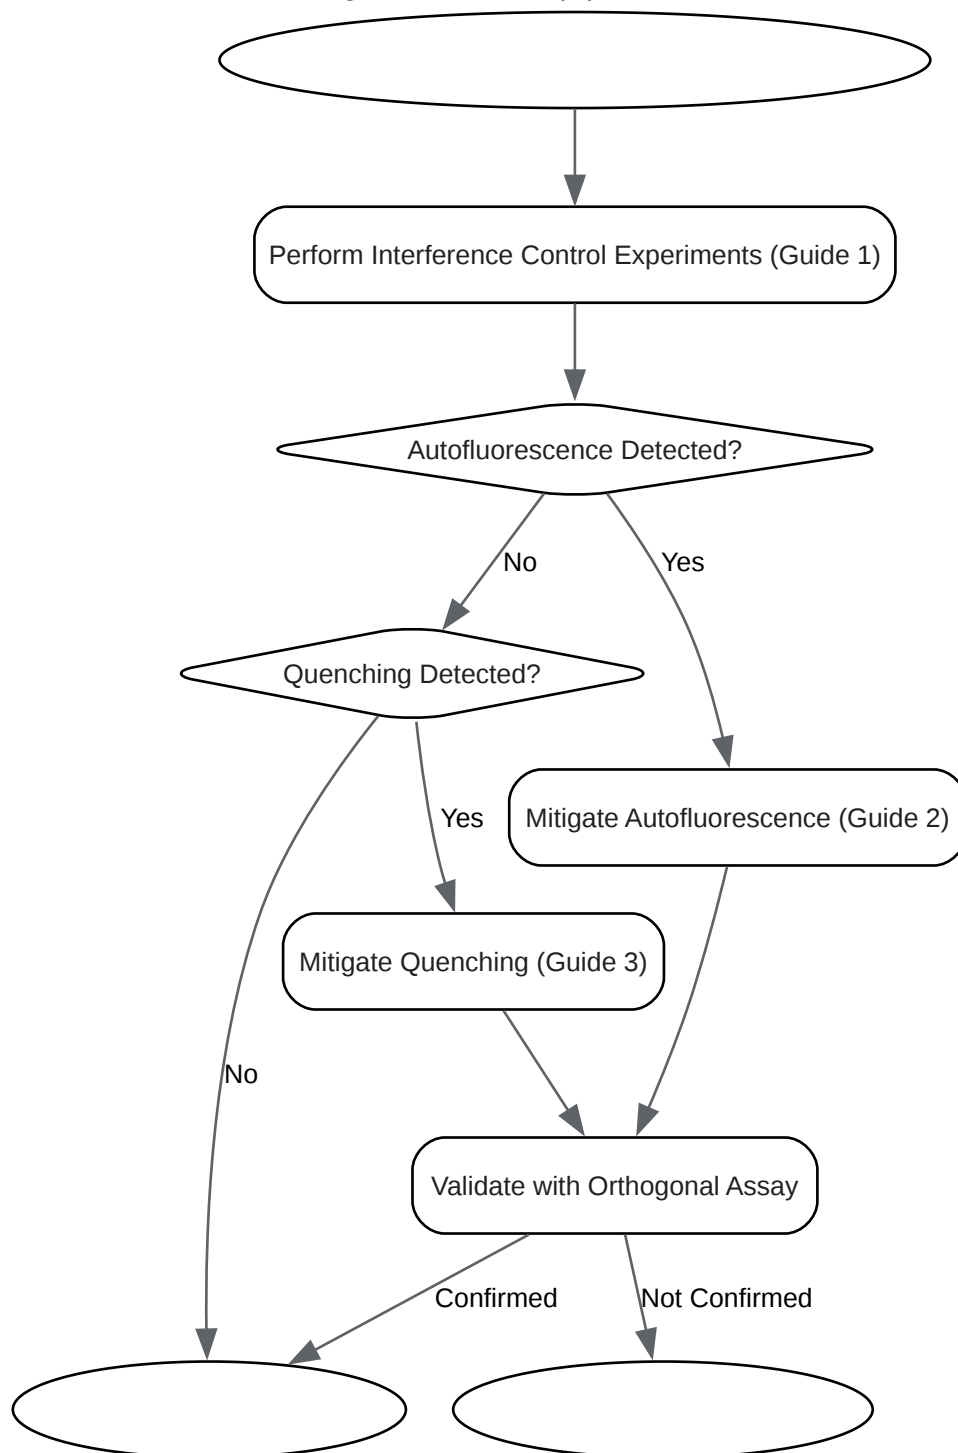 Perform Interference Control Experiments (Guide 1)
Autofluorescence Detected?
No
Yes
Quenching Detected?
Yes
Mitigate Autofluorescence (Guide 2)
Mitigate Quenching (Guide 3)
No
Validate with Orthogonal Assay
Confirmed
Not Confirmed